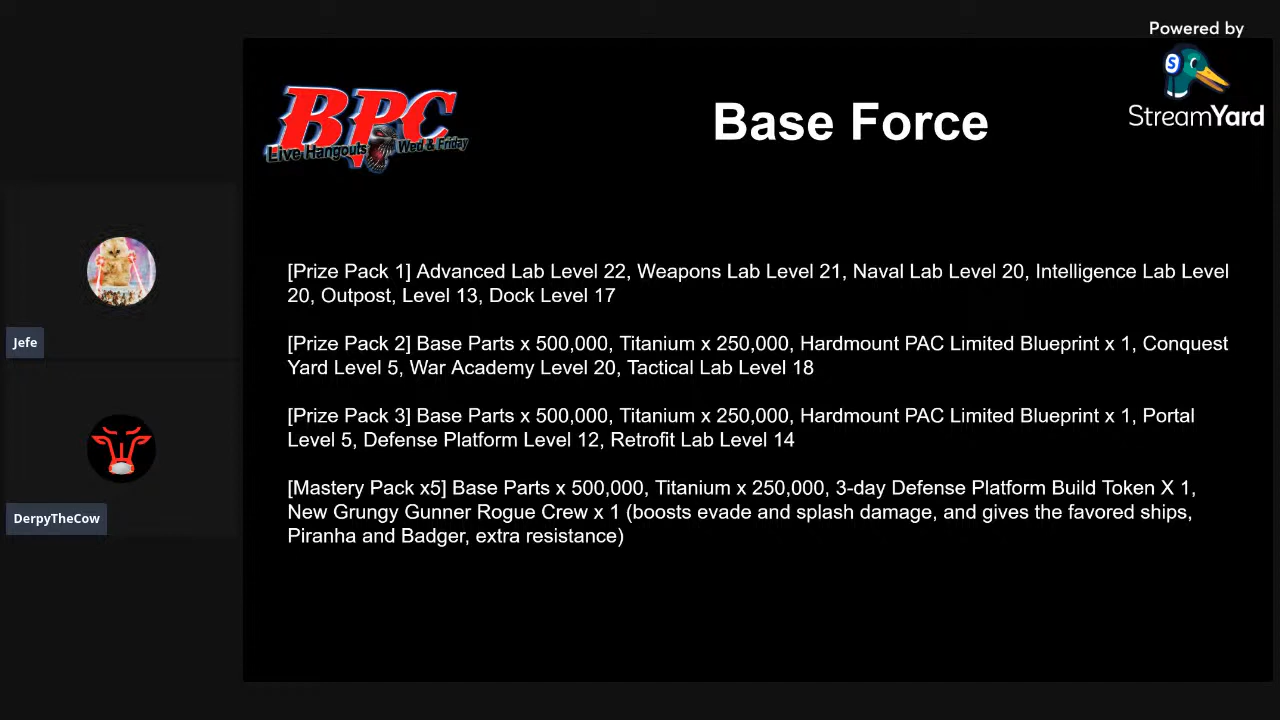 Powered by
StreamYard
BPC
Live Hangouts Wed & Friday
Base Force
[Prize Pack 1] Advanced Lab Level 22, Weapons Lab Level 21, Naval Lab Level 20, Intelligence Lab Level
20, Outpost, Level 13, Dock Level 17
[Prize Pack 2] Base Parts x 500,000, Titanium x 250,000, Hardmount PAC Limited Blueprint x 1, Conquest
Yard Level 5, War Academy Level 20, Tactical Lab Level 18
[Prize Pack 3] Base Parts x 500,000, Titanium x 250,000, Hardmount PAC Limited Blueprint x 1, Portal
Level 5, Defense Platform Level 12, Retrofit Lab Level 14
[Mastery Pack x5] Base Parts x 500,000, Titanium x 250,000, 3-day Defense Platform Build Token X 1,
New Grungy Gunner Rogue Crew x 1 (boosts evade and splash damage, and gives the favored ships,
Piranha and Badger, extra resistance)
Jefe
DerpyTheCow